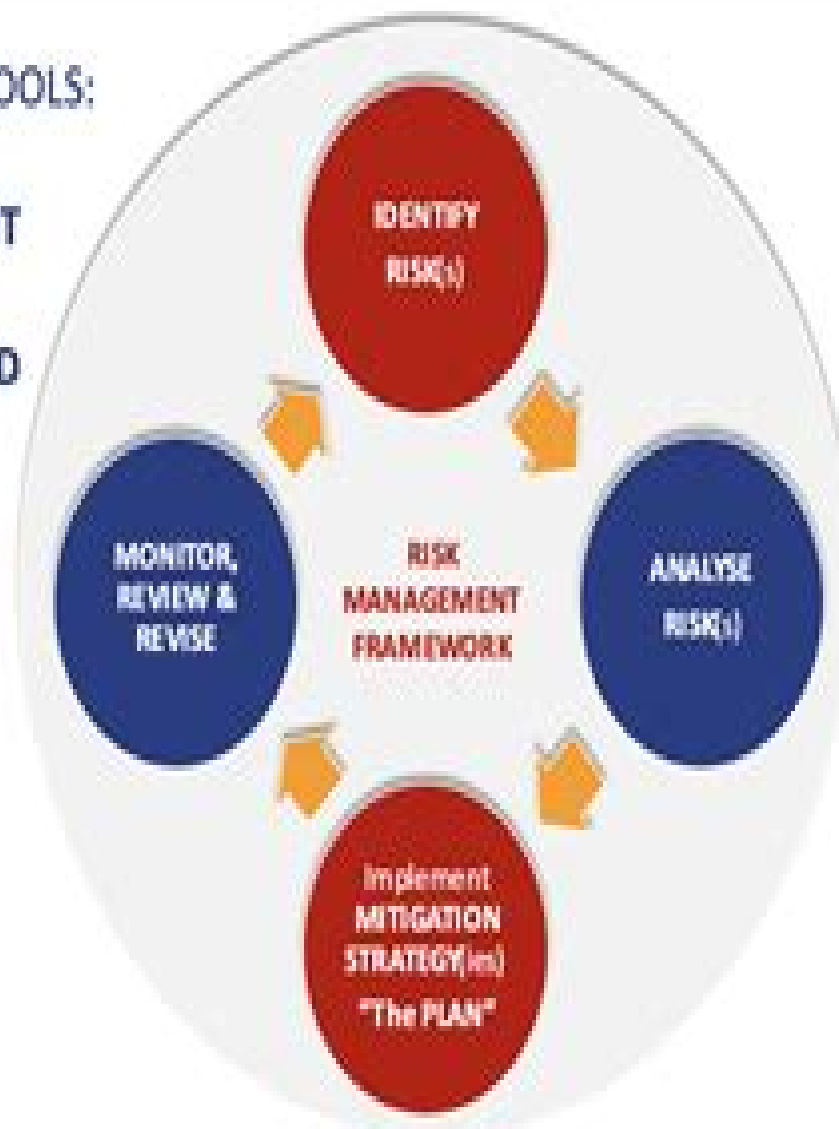 OOLS:
T
D
IDENTIFY
RISK(s)
MONITOR,
REVIEW &
REVISE
RISK
MANAGEMENT
FRAMEWORK
ANALYSE
RISK(s)
Implement
MITIGATION
STRATEGY(ies)
"The PLAN"